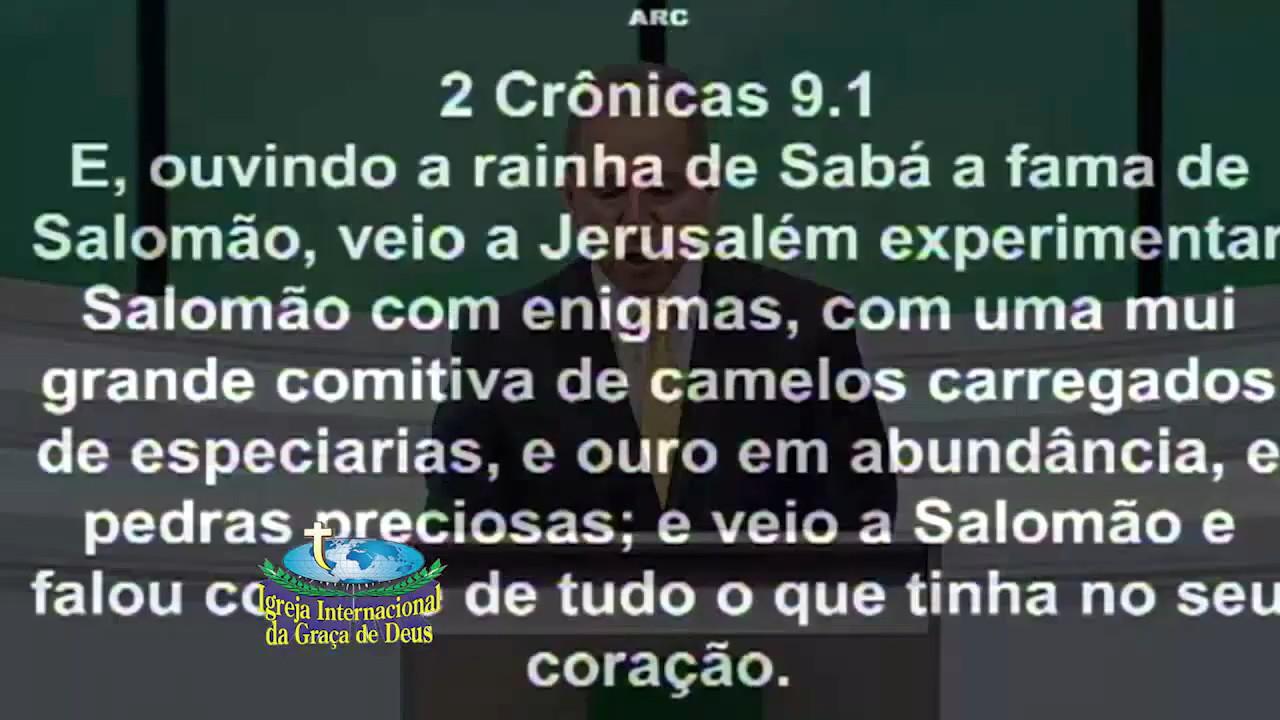 ARC
2 Crônicas 9.1
E, ouvindo a rainha de Sabá a fama de
Salomão, veio a Jerusalém experimentar
Salomão com enigmas, com uma mui
grande comitiva de camelos carregados
de especiarias, e ouro em abundância, e
pedras preciosas; e veio a Salomão e
falou de tudo o que tinha no seu
coração.
Igreja Internacional
da Graça de Deus